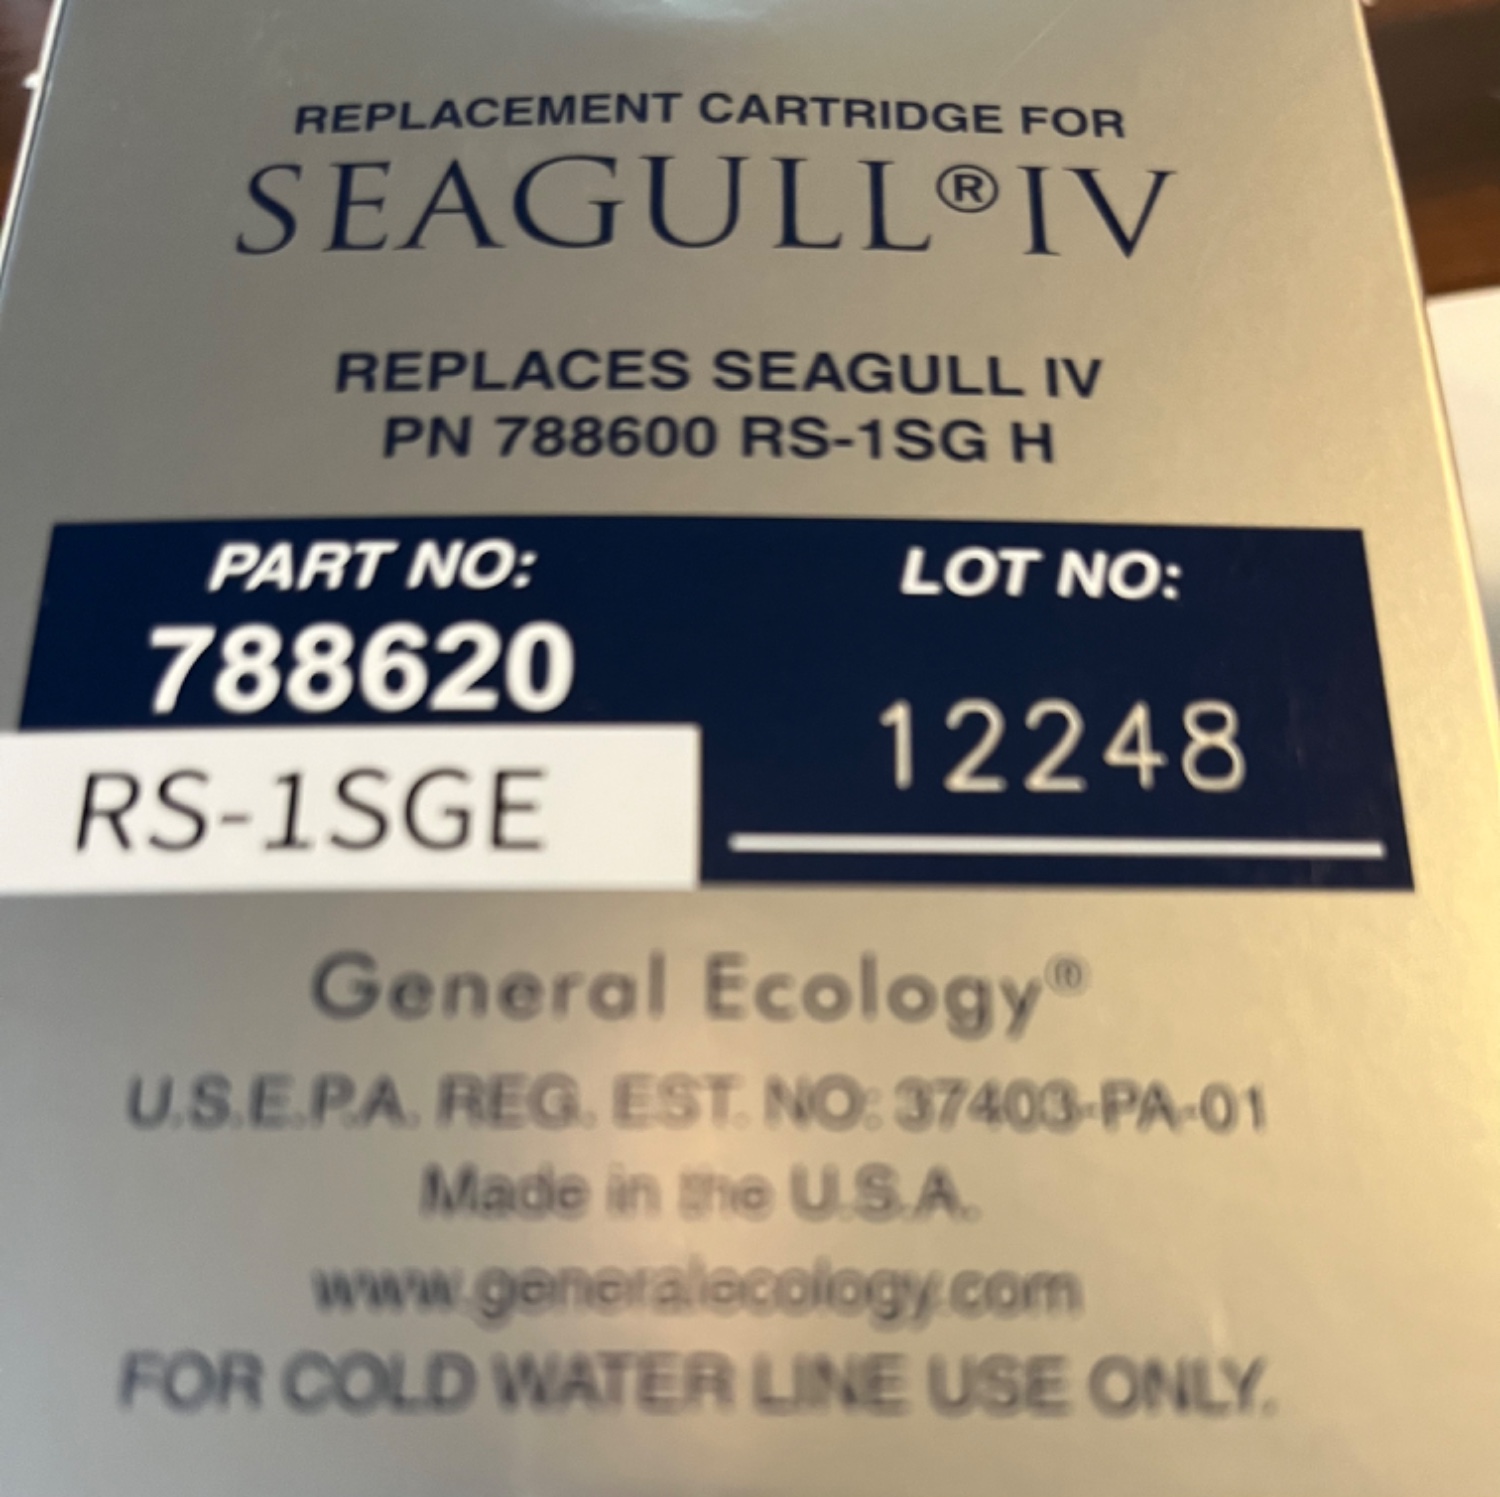 REPLACEMENT CARTRIDGE FOR
SEAGULL® IV
REPLACES SEAGULL IV
PN 788600 RS-1SG H
PART NO:
788620
RS-1SGE
LOT NO:
12248
General Ecology®
U.S.E.P.A. REG. EST. NO: 37403-PA-01
Made in the U.S.A.
www.generalecology.com
FOR COLD WATER LINE USE ONLY.